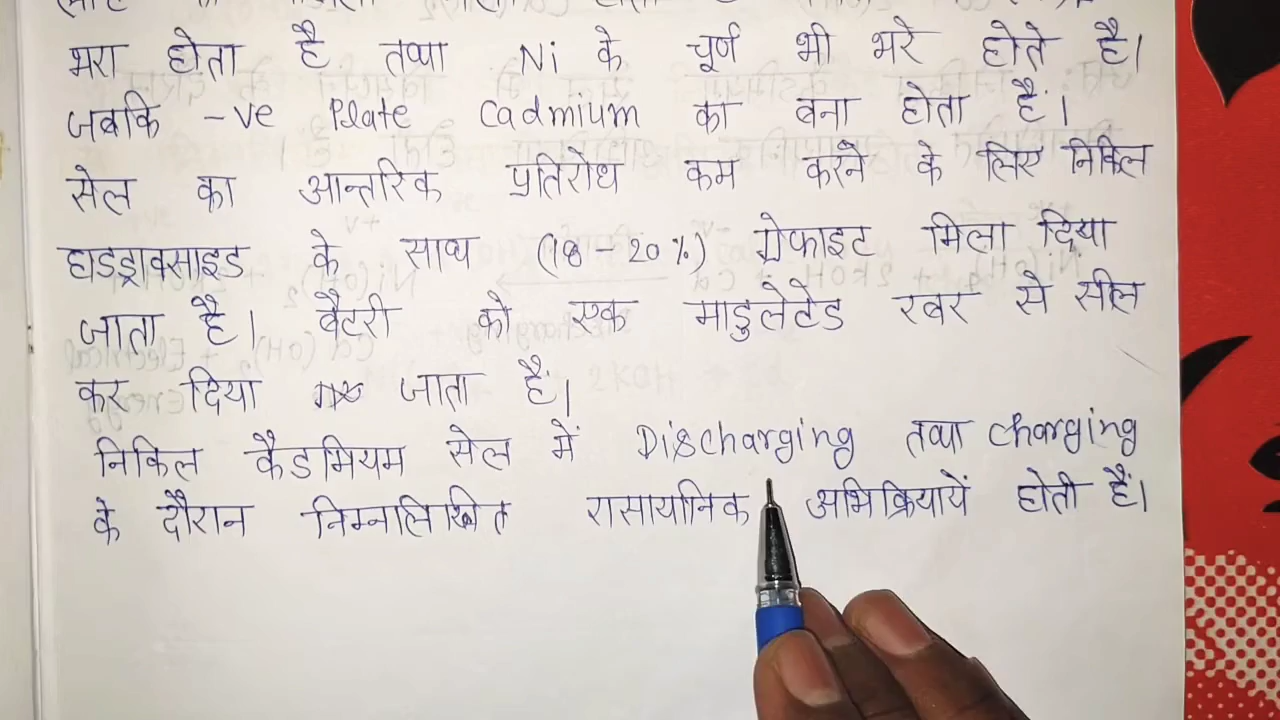 भरा होता है तथा Ni के चूर्ण भी भरे होते है।
जबकि -ve Plate Cadmium का बना होता है।
सेल का आन्तरिक प्रतिरोध कम करने के लिए निकिल
हाइड्राक्साइड के साथ (18 - 20%) ग्रेफाइट मिला दिया
जाता है। बैटरी को एक माडुलेटेड रबर से सील
कर दिया जाता है।
निकिल कैडमियम सेल में Discharging तथा charging
के दौरान निम्नलिखित रासायनिक अभिक्रियायें होती हैं।